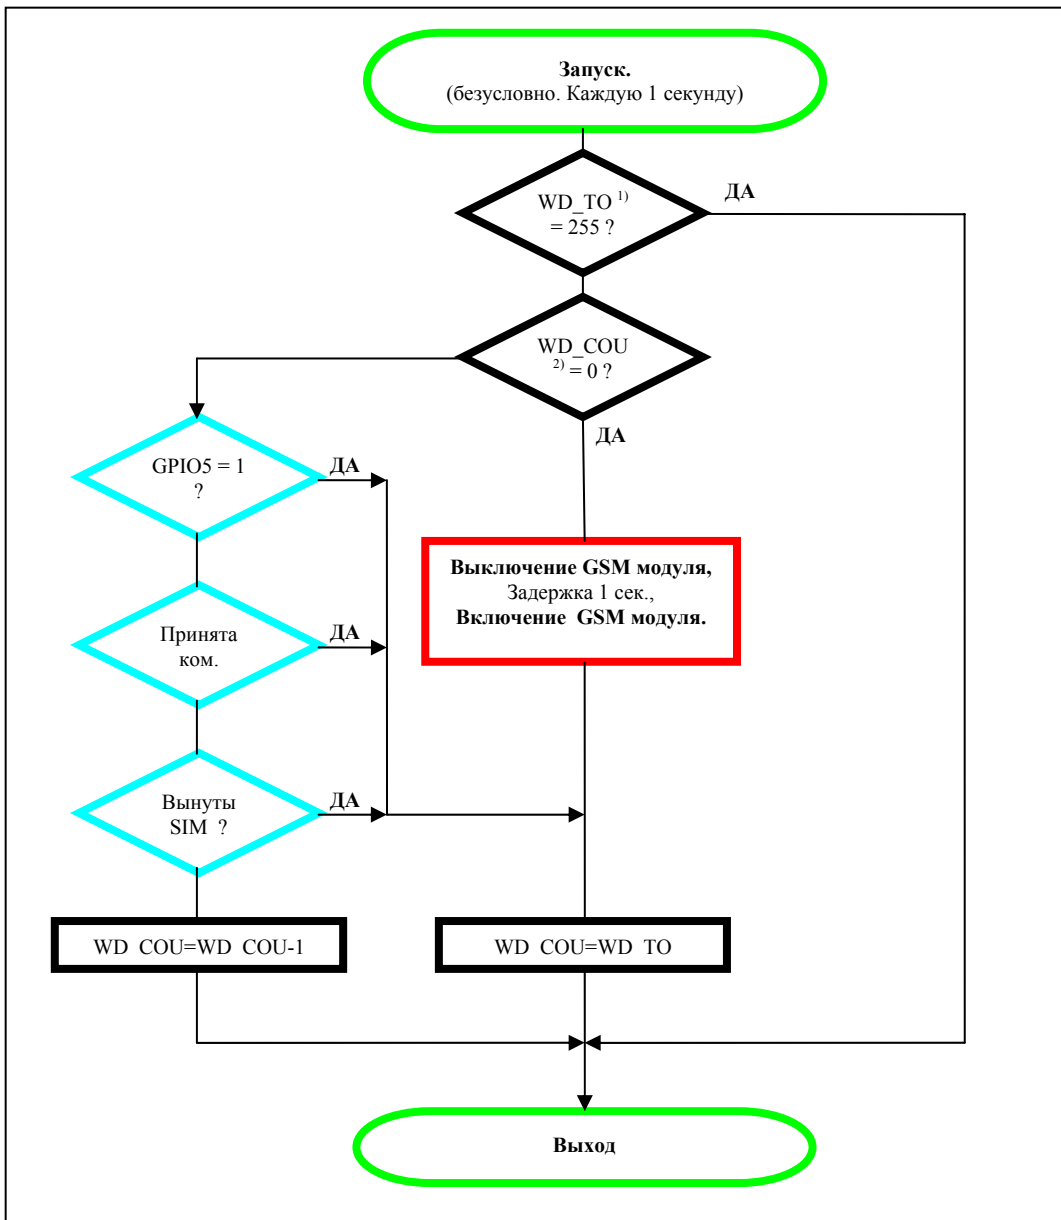 Запуск.
(безусловно. Каждую 1 секунду)
WD_TO 1)
= 255 ?
ДА
WD_COU
2) = 0 ?
ДА
GPIO5 = 1
?
ДА
Выключение GSM модуля,
Задержка 1 сек.,
Включение GSM модуля.
Принята
ком.
ДА
Вынуты
SIM ?
ДА
WD COU=WD COU-1
WD COU=WD TO
Выход